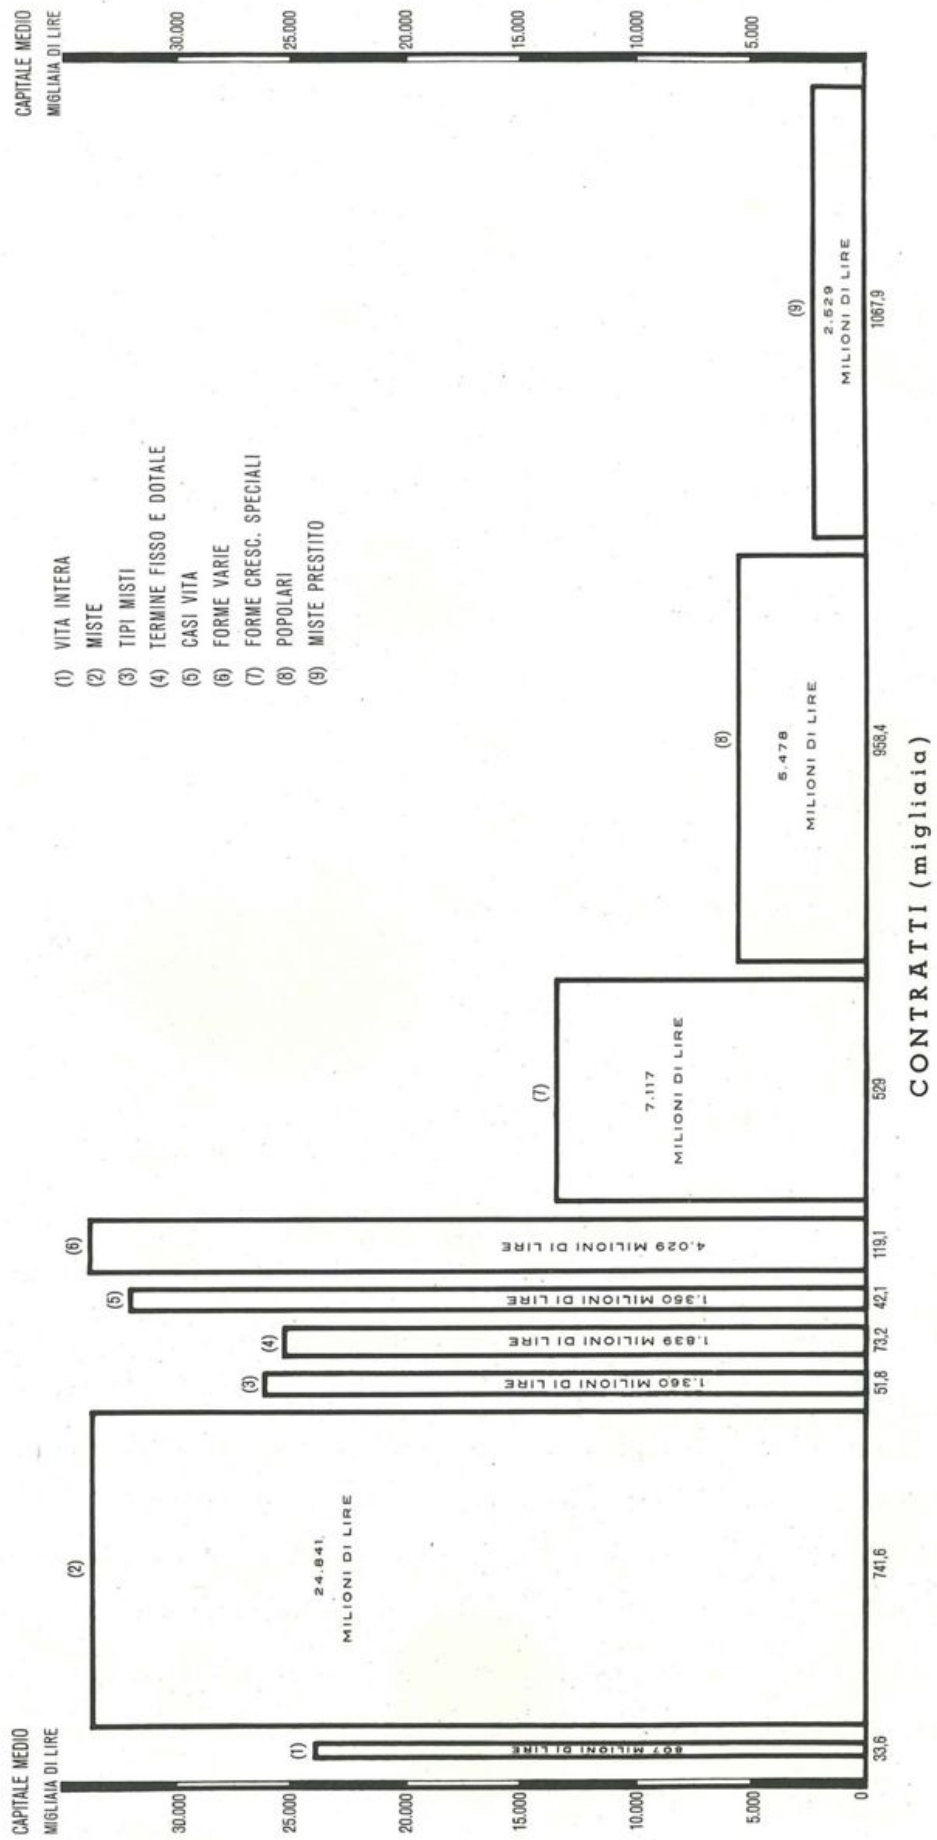 CAPITALE MEDIO
MIGLIAIA DI LIRE
30.000
25.000
20.000
15.000
10.000
5.000
0
CAPITALE MEDIO
MIGLIAIA DI LIRE
30.000
25.000
20.000
15.000
10.000
5.000
(1) VITA INTERA
(2) MISTE
(3) TIPI MISTI
(4) TERMINE FISSO E DOTALE
(5) CASI VITA
(6) FORME VARIE
(7) FORME CRESC. SPECIALI
(8) POPOLARI
(9) MISTE PRESTITO
(1)
807 MILIONI DI LIRE
(2)
24.841
MILIONI DI LIRE
(3)
1.360 MILIONI DI LIRE
(4)
1.839 MILIONI DI LIRE
(5)
1.350 MILIONI DI LIRE
(6)
4.029 MILIONI DI LIRE
(7)
7.117
MILIONI DI LIRE
(8)
5.478
MILIONI DI LIRE
(9)
2.529
MILIONI DI LIRE
33,6
741,6
51,8
73,2
42,1
119,1
529
958,4
1067,9
CONTRATTI (migliaia)